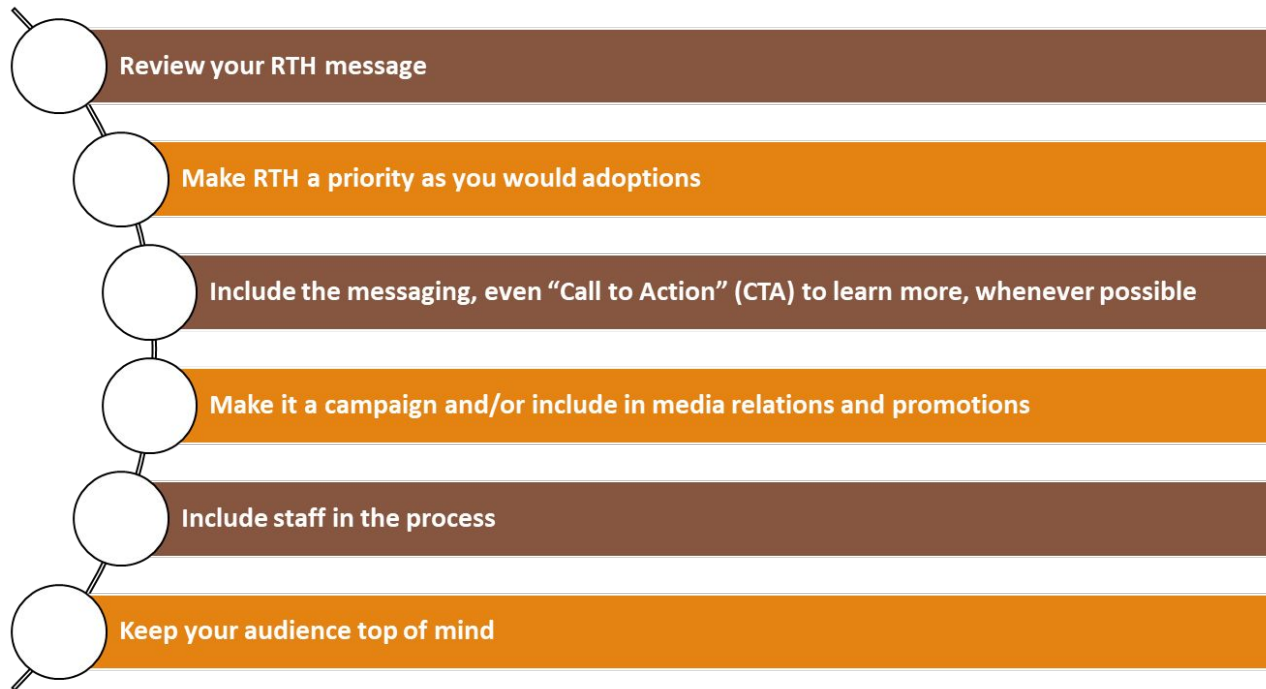 Review your RTH message
Make RTH a priority as you would adoptions
Include the messaging, even “Call to Action” (CTA) to learn more, whenever possible
Make it a campaign and/or include in media relations and promotions
Include staff in the process
Keep your audience top of mind